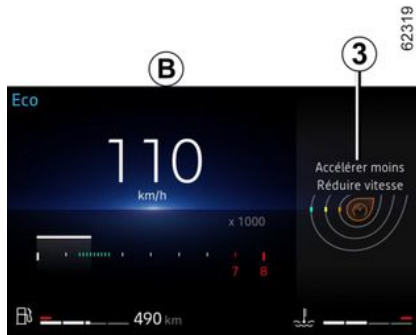 62319
B
3
Eco
110
km/h
Accélérer moins
Réduire vitesse
x 1000
7 8
490 km